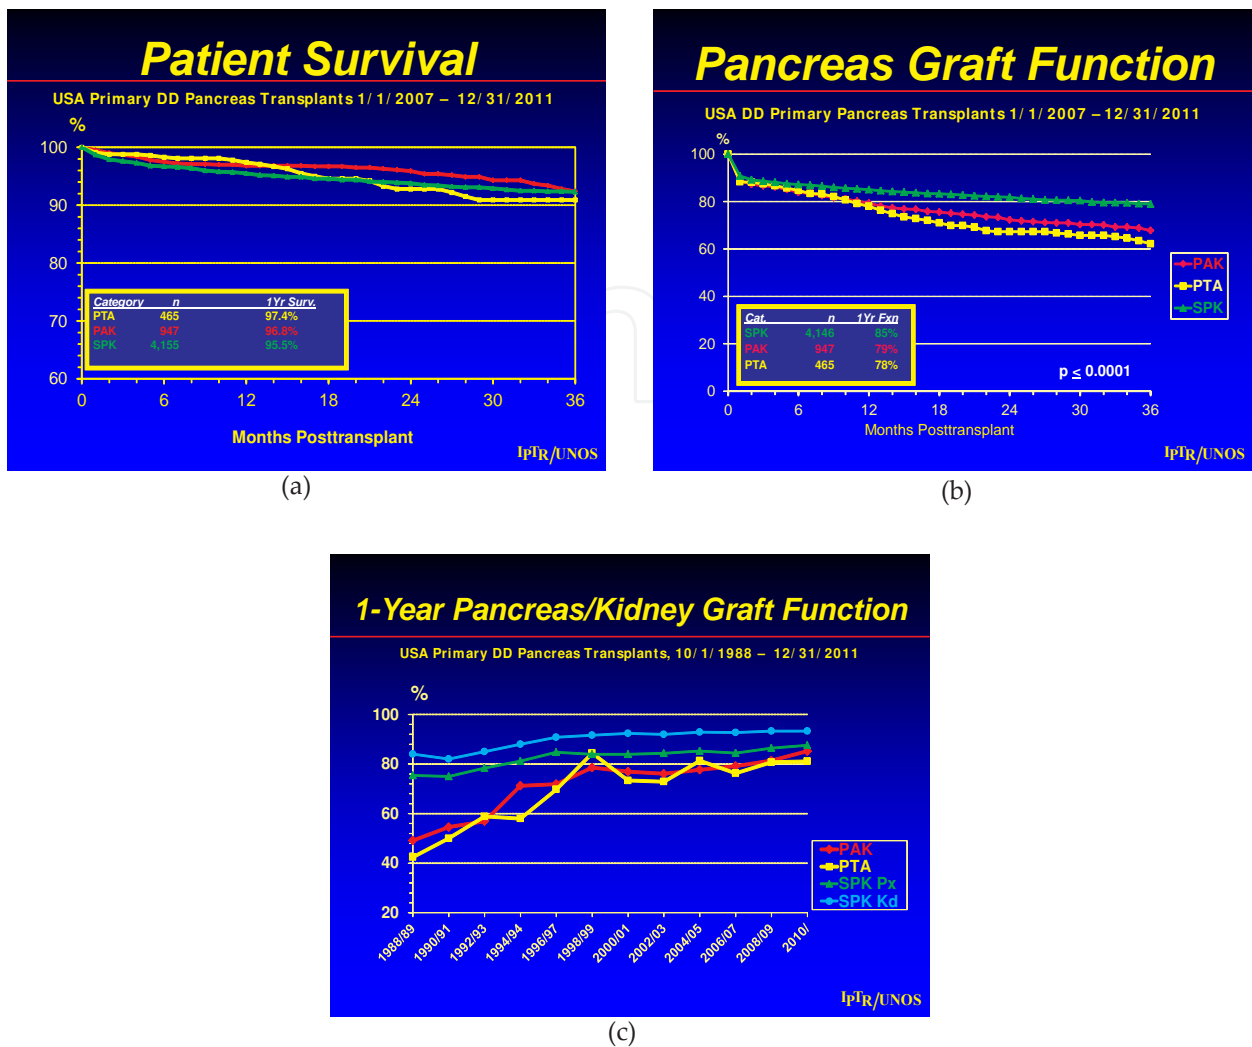 Patient Survival
USA Primary DD Pancreas Transplants 1/ 1/ 2007 – 12/ 31/ 2011
%
100
90
80
70
60
Category n 1Yr Surv.
PTA 465 97.4%
PAK 947 96.8%
SPK 4,155 95.5%
0 6 12 18 24 30 36
Months Posttransplant
IPTR/UNOS
(a)
Pancreas Graft Function
USA DD Primary Pancreas Transplants 1/ 1/ 2007 – 12/ 31/ 2011
%
100
80
60
40
20
0
PAK
PTA
SPK
Cat. n 1Yr Fxn
SPK 4,146 85%
PAK 947 79%
PTA 465 78%
p ≤ 0.0001
0 6 12 18 24 30 36
Months Posttransplant
IPTR/UNOS
(b)
1-Year Pancreas/Kidney Graft Function
USA Primary DD Pancreas Transplants, 10/ 1/ 1988 – 12/ 31/ 2011
%
100
80
60
40
20
PAK
PTA
SPK Px
SPK Kd
1988/89 1990/91 1992/93 1994/94 1996/97 1998/99 2000/01 2002/03 2004/05 2006/07 2008/09 2010/
IPTR/UNOS
(c)